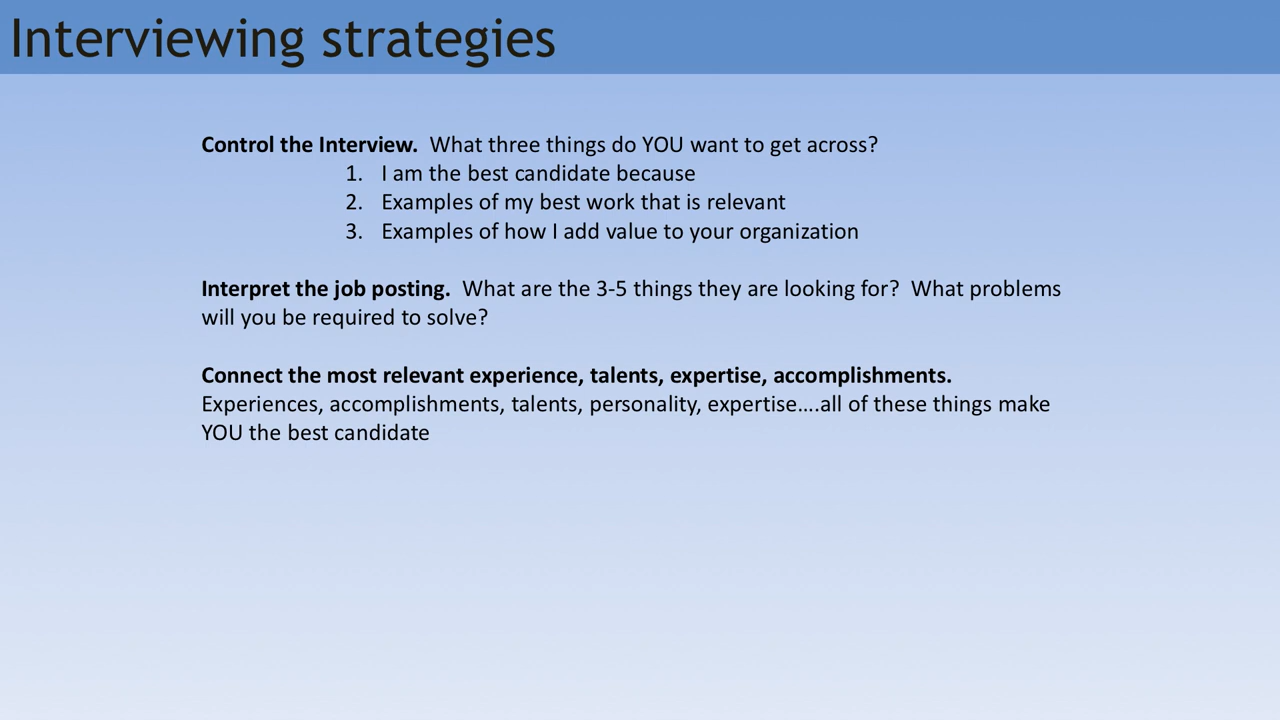 Interviewing strategies
Control the Interview.  What three things do YOU want to get across?
1.   I am the best candidate because
2.   Examples of my best work that is relevant
3.   Examples of how I add value to your organization
Interpret the job posting.  What are the 3-5 things they are looking for?  What problems
will you be required to solve?
Connect the most relevant experience, talents, expertise, accomplishments.
Experiences, accomplishments, talents, personality, expertise….all of these things make
YOU the best candidate